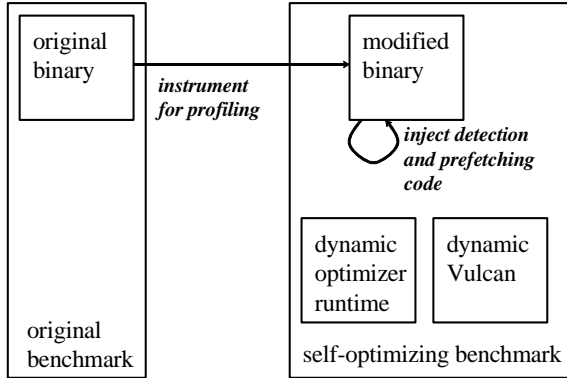 original
binary
instrument
for profiling
modified
binary
inject detection
and prefetching
code
dynamic
optimizer
runtime
dynamic
Vulcan
original
benchmark
self-optimizing benchmark